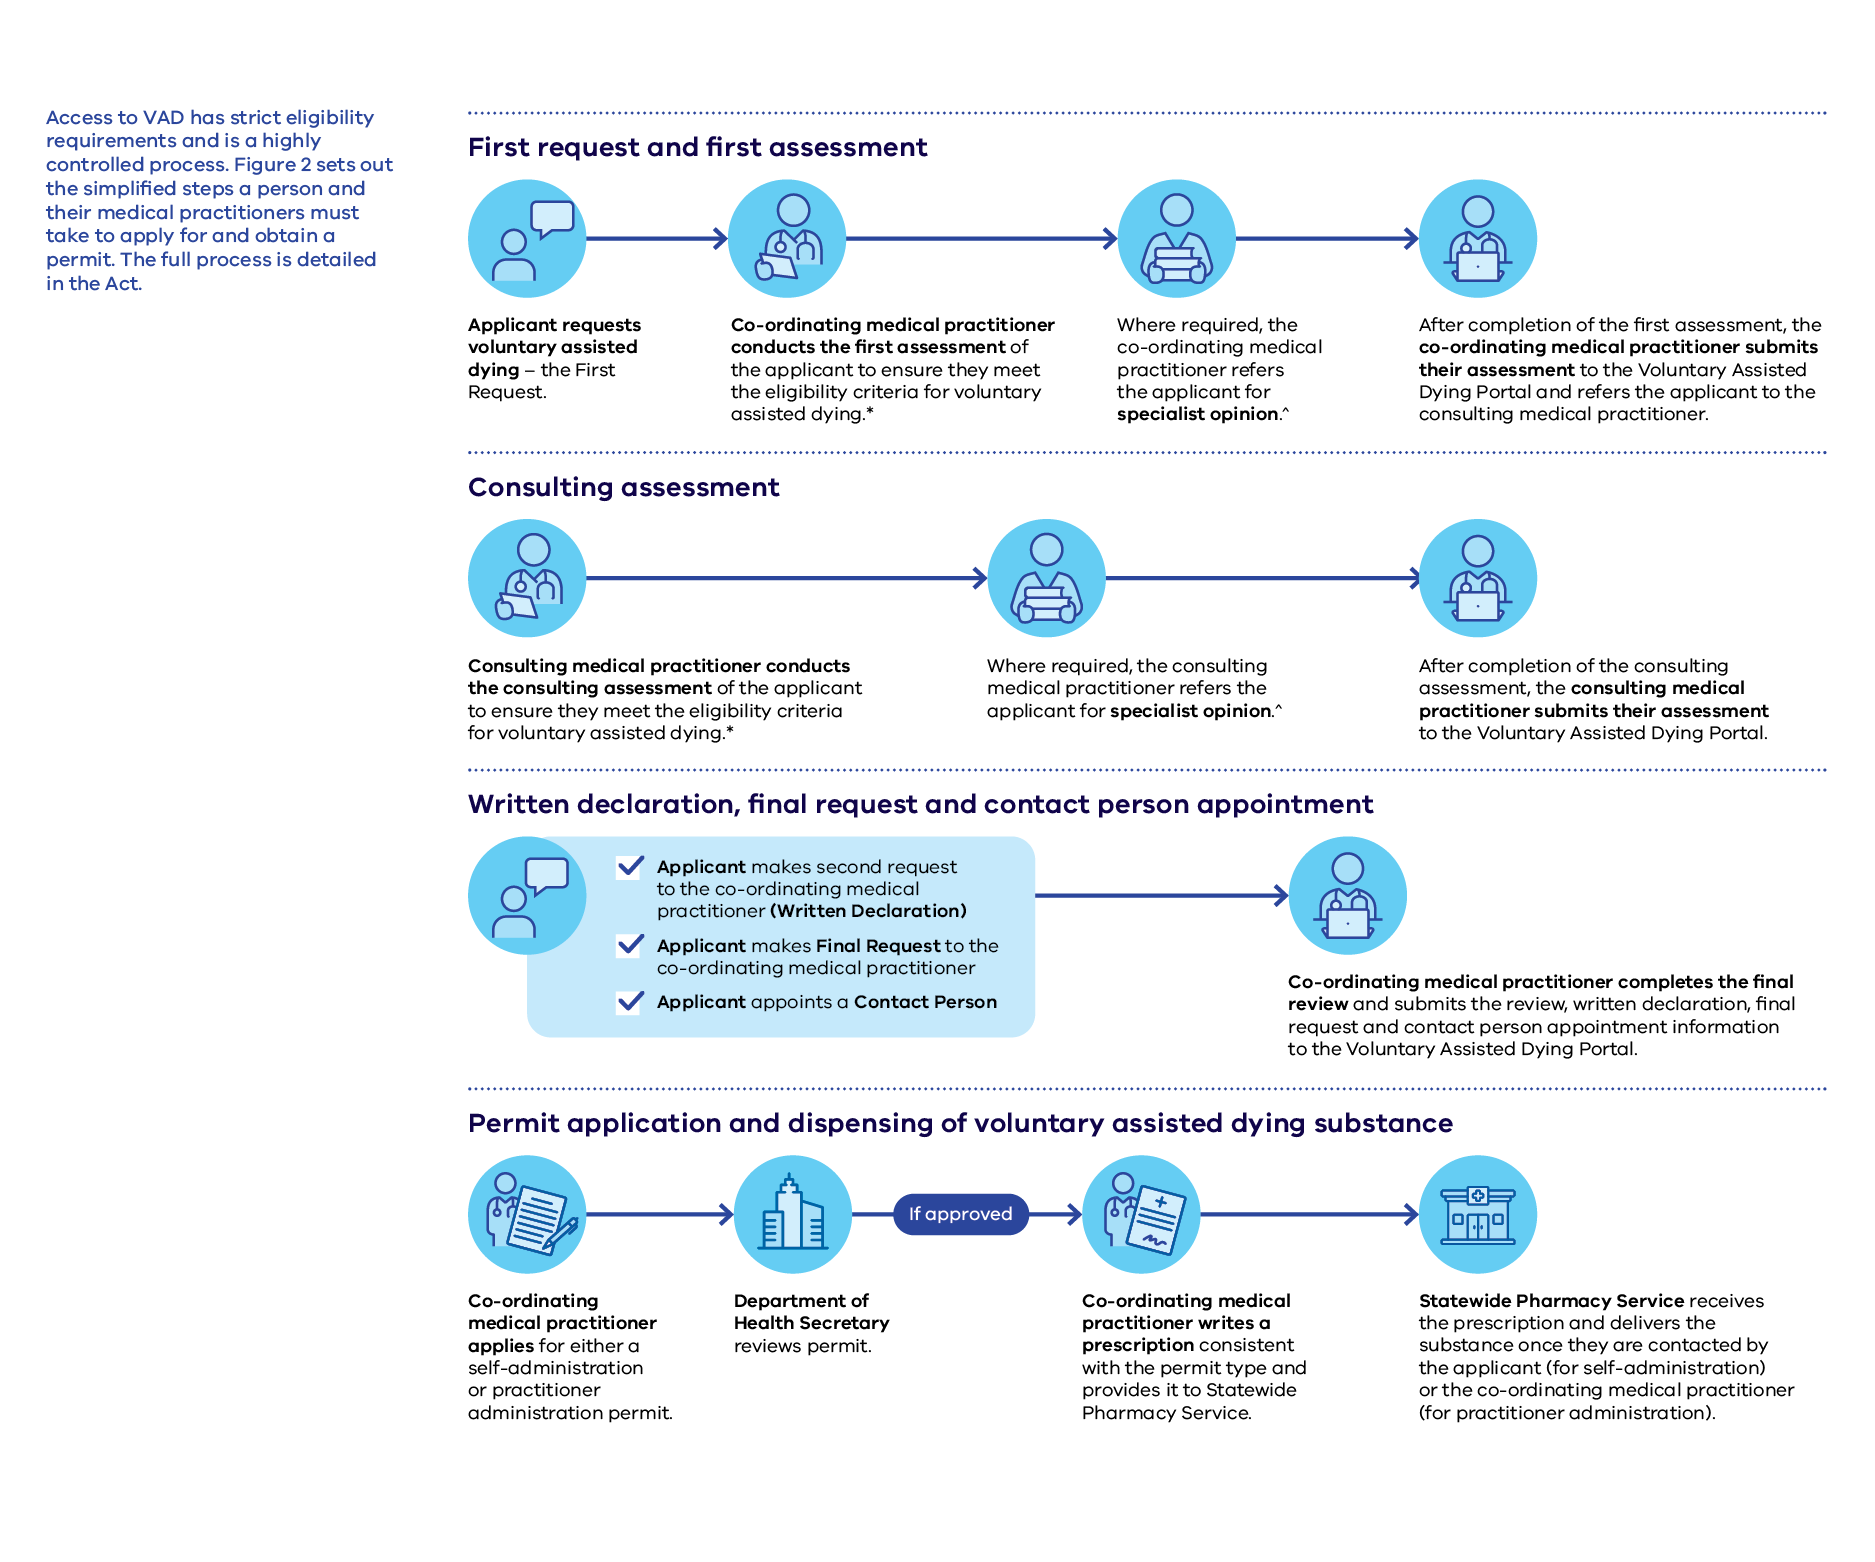 Access to VAD has strict eligibility
requirements and is a highly
controlled process. Figure 2 sets out
the simplified steps a person and
their medical practitioners must
take to apply for and obtain a
permit. The full process is detailed
in the Act.
First request and first assessment
Applicant requests
voluntary assisted
dying – the First
Request.
Co-ordinating medical practitioner
conducts the first assessment of
the applicant to ensure they meet
the eligibility criteria for voluntary
assisted dying.*
Where required, the
co-ordinating medical
practitioner refers
the applicant for
specialist opinion.^
After completion of the first assessment, the
co-ordinating medical practitioner submits
their assessment to the Voluntary Assisted
Dying Portal and refers the applicant to the
consulting medical practitioner.
Consulting assessment
Consulting medical practitioner conducts
the consulting assessment of the applicant
to ensure they meet the eligibility criteria
for voluntary assisted dying.*
Where required, the consulting
medical practitioner refers the
applicant for specialist opinion.^
After completion of the consulting
assessment, the consulting medical
practitioner submits their assessment
to the Voluntary Assisted Dying Portal.
Written declaration, final request and contact person appointment
Applicant makes second request
to the co-ordinating medical
practitioner (Written Declaration)
Applicant makes Final Request to the
co-ordinating medical practitioner
Applicant appoints a Contact Person
Co-ordinating medical practitioner completes the final
review and submits the review, written declaration, final
request and contact person appointment information
to the Voluntary Assisted Dying Portal.
Permit application and dispensing of voluntary assisted dying substance
If approved
Co-ordinating
medical practitioner
applies for either a
self-administration
or practitioner
administration permit.
Department of
Health Secretary
reviews permit.
Co-ordinating medical
practitioner writes a
prescription consistent
with the permit type and
provides it to Statewide
Pharmacy Service.
Statewide Pharmacy Service receives
the prescription and delivers the
substance once they are contacted by
the applicant (for self-administration)
or the co-ordinating medical practitioner
(for practitioner administration).